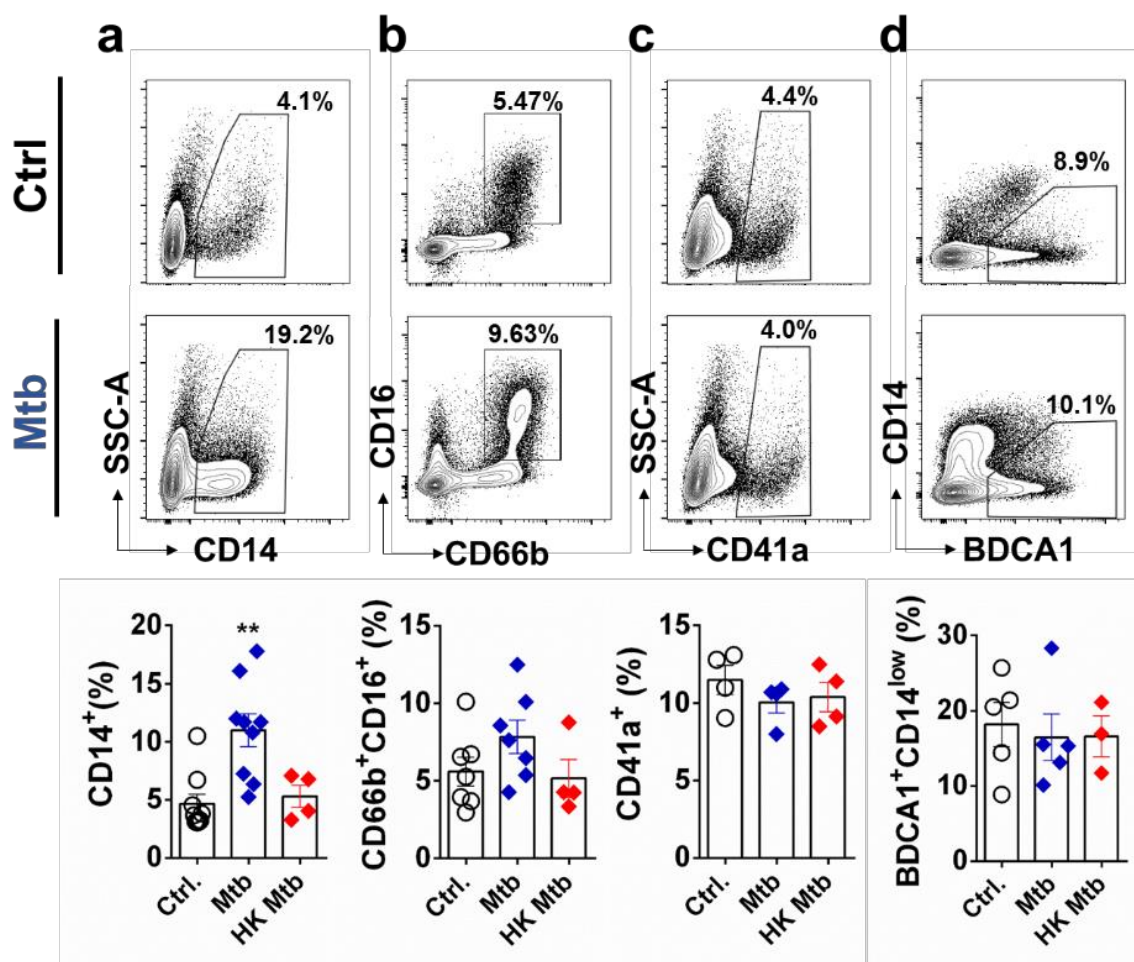 a b c d
Ctrl
4.1% 5.47% 4.4% 8.9%
Mtb
19.2% 9.63% 4.0% 10.1%
SSC-A CD16 SSC-A CD14
CD14 CD66b CD41a BDCA1
CD14⁺(%)
20
15
10
5
0
**
Ctrl. Mtb HK Mtb
CD66b⁺CD16⁺ (%)
15
10
5
0
Ctrl. Mtb HK Mtb
CD41a⁺ (%)
15
10
5
0
Ctrl. Mtb HK Mtb
BDCA1⁺CD14ˡᵒʷ (%)
30
20
10
0
Ctrl. Mtb HK Mtb